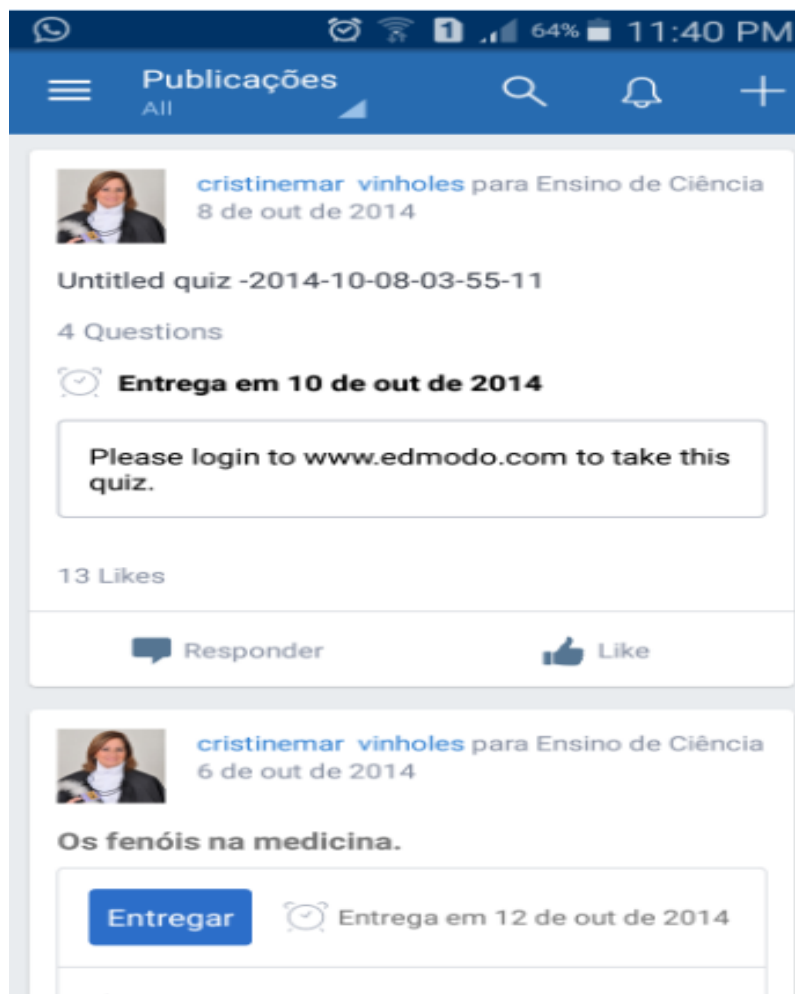 1 64% 11:40 PM
Publicações
All
cristinemar vinholes para Ensino de Ciência
8 de out de 2014
Untitled quiz -2014-10-08-03-55-11
4 Questions
Entrega em 10 de out de 2014
Please login to www.edmodo.com to take this
quiz.
13 Likes
Responder Like
cristinemar vinholes para Ensino de Ciência
6 de out de 2014
Os fenóis na medicina.
Entregar Entrega em 12 de out de 2014